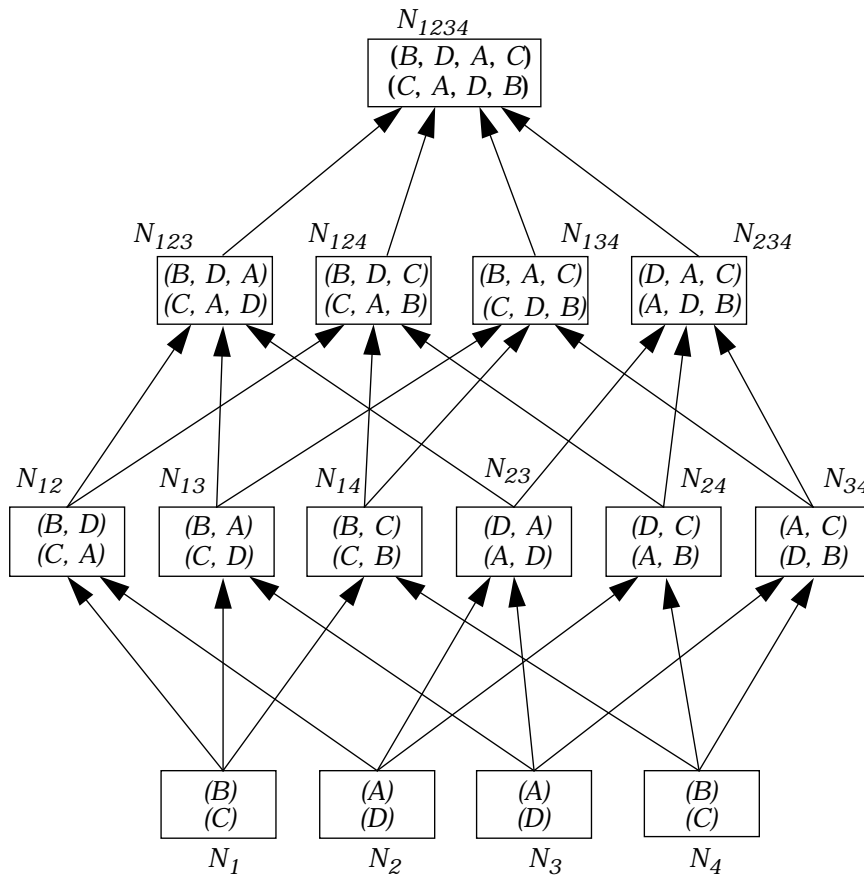 N1234
(B, D, A, C)
(C, A, D, B)
N123 N124 N134 N234
(B, D, A) (B, D, C) (B, A, C) (D, A, C)
(C, A, D) (C, A, B) (C, D, B) (A, D, B)
N12 N13 N14 N23 N24 N34
(B, D) (B, A) (B, C) (D, A) (D, C) (A, C)
(C, A) (C, D) (C, B) (A, D) (A, B) (D, B)
(B) (A) (A) (B)
(C) (D) (D) (C)
N1 N2 N3 N4